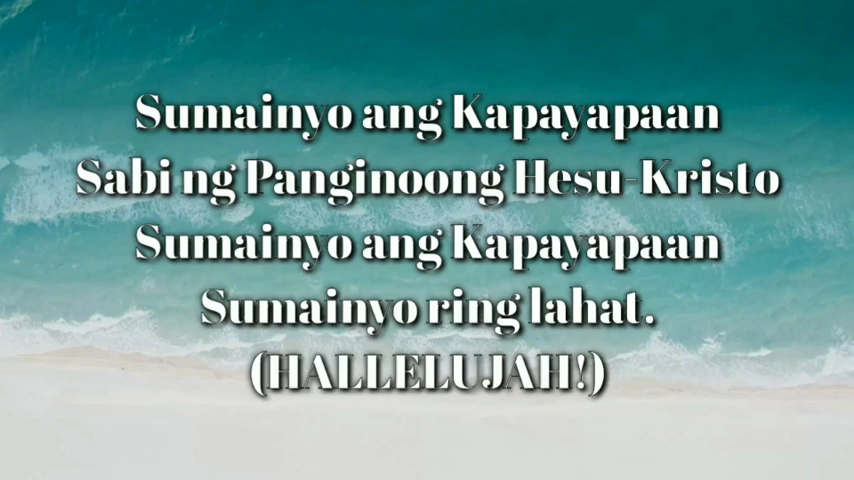 Sumainyo ang Kapayapaan
Sabi ng Panginoong Hesu-Kristo
Sumainyo ang Kapayapaan
Sumainyo ring lahat.
(HALLELUJAH!)